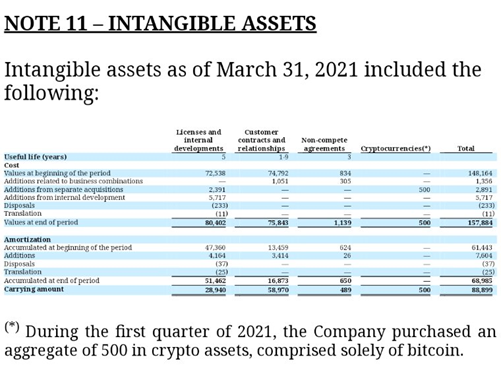 NOTE 11 – INTANGIBLE ASSETS
Intangible assets as of March 31, 2021 included the
following:
Licenses and internal developments Customer contracts and relationships Non-compete agreements Cryptocurrencies(*) Total
Useful life (years) 5 1-9 3
Cost
Values at beginning of the period 72,538 74,792 834 — 148,164
Additions related to business combinations — 1,051 305 — 1,356
Additions from separate acquisitions 2,391 — — 500 2,891
Additions from internal development 5,717 — — — 5,717
Disposals (233) — — — (233)
Translation (11) — — — (11)
Values at end of period 80,402 75,843 1,139 500 157,884
Amortization
Accumulated at beginning of the period 47,360 13,459 624 — 61,443
Additions 4,164 3,414 26 — 7,604
Disposals (37) — — — (37)
Translation (25) — — — (25)
Accumulated at end of period 51,462 16,873 650 — 68,985
Carrying amount 28,940 58,970 489 500 88,899
(*) During the first quarter of 2021, the Company purchased an
aggregate of 500 in crypto assets, comprised solely of bitcoin.